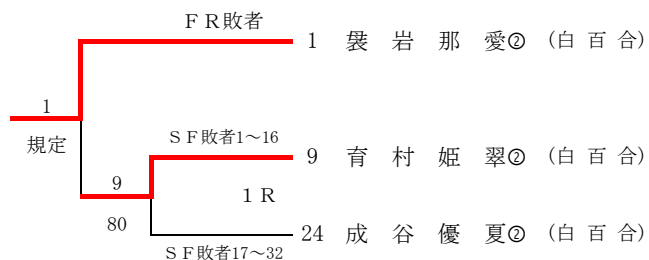 ＦＲ敗者
1 褧岩那愛② (白百合)
1
規定
ＳＦ敗者1～16
9 育村姫翠② (白百合)
9
１Ｒ
80
24 成谷優夏② (白百合)
ＳＦ敗者17～32